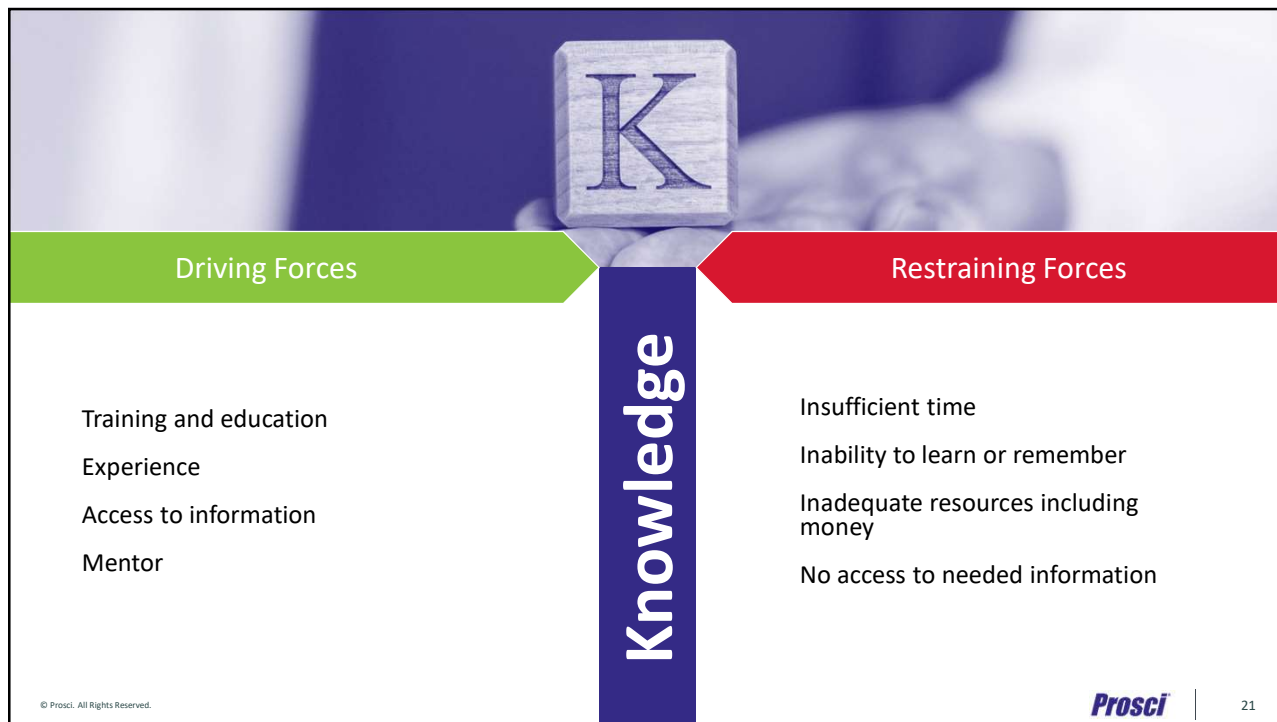 K
Driving Forces
Restraining Forces
Knowledge
Training and education
Experience
Access to information
Mentor
Insufficient time
Inability to learn or remember
Inadequate resources including
money
No access to needed information
© Prosci. All Rights Reserved.
Prosci
21